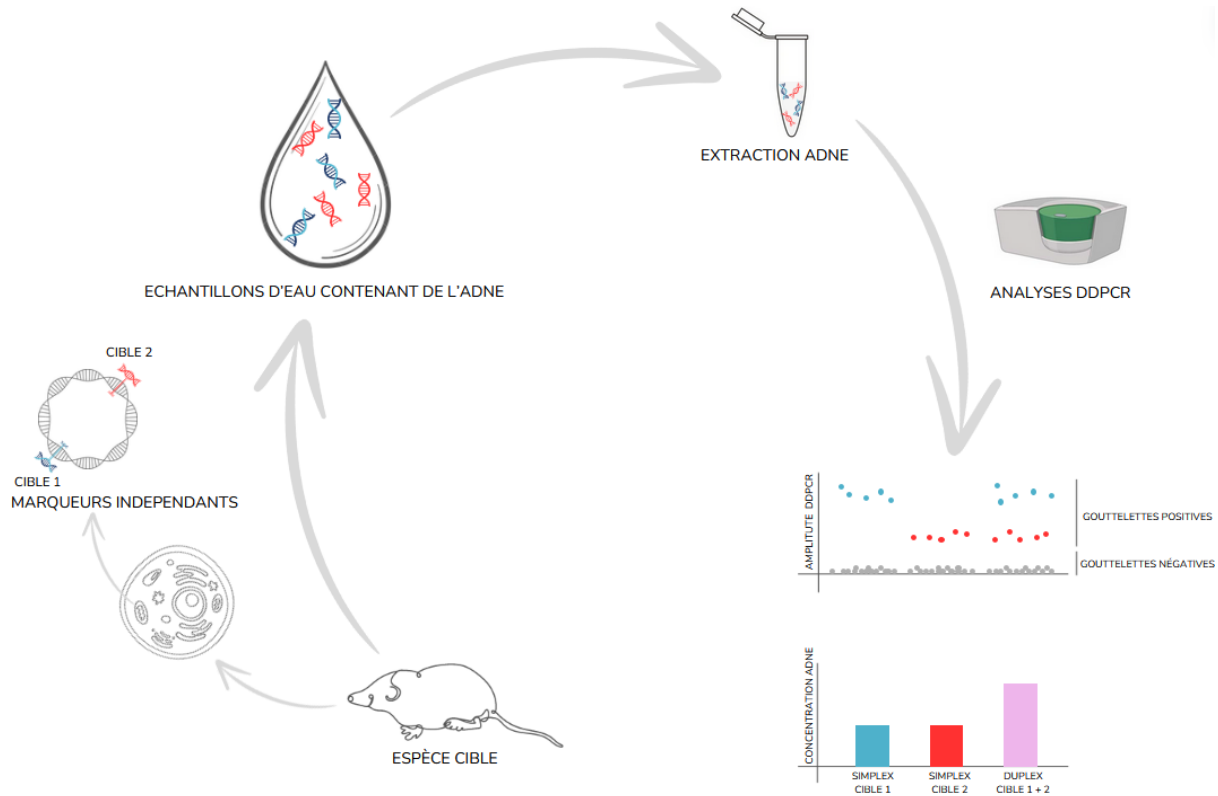 EXTRACTION ADNE
ECHANTILLONS D'EAU CONTENANT DE L'ADNE
ANALYSES DDPCR
CIBLE 2
CIBLE 1
MARQUEURS INDEPENDANTS
ESPÈCE CIBLE
AMPLITUTE DDPCR
GOUTTELETTES POSITIVES
GOUTTELETTES NÉGATIVES
CONCENTRATION ADNE
SIMPLEX
CIBLE 1
SIMPLEX
CIBLE 2
DUPLEX
CIBLE 1 + 2